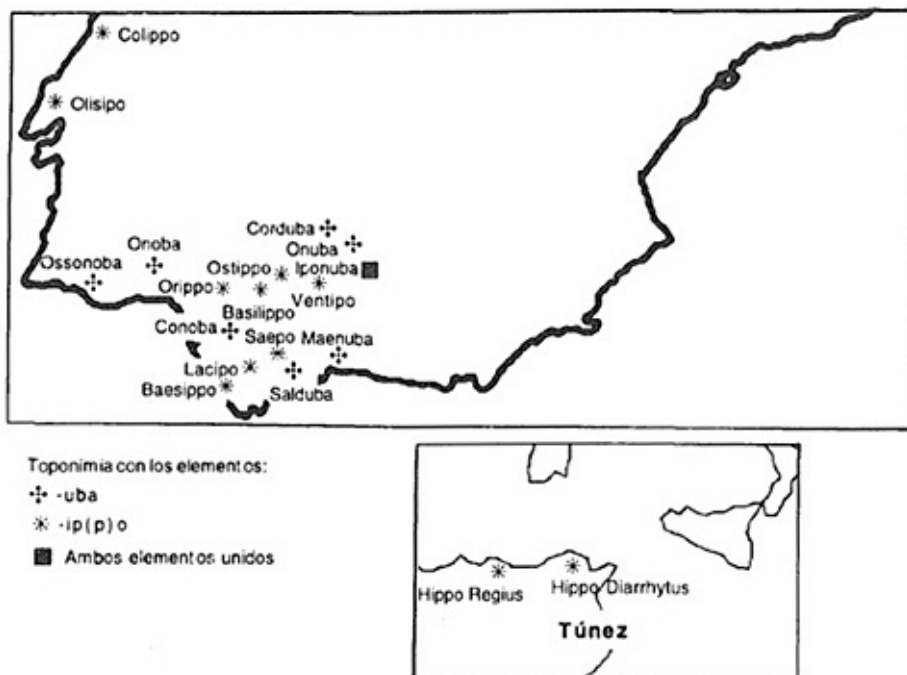 Colippo
Olisipo
Corduba
Onuba
Onoba
Ossonoba
Ostippo
Iponuba
Orippo
Ventipo
Basilippo
Conoba
Saepo
Maenuba
Lacipo
Baesippo
Salduba
Toponimia con los elementos:
-uba
-ip(p)o
Ambos elementos unidos
Hippo Regius
Hippo Diarrhytus
Túnez